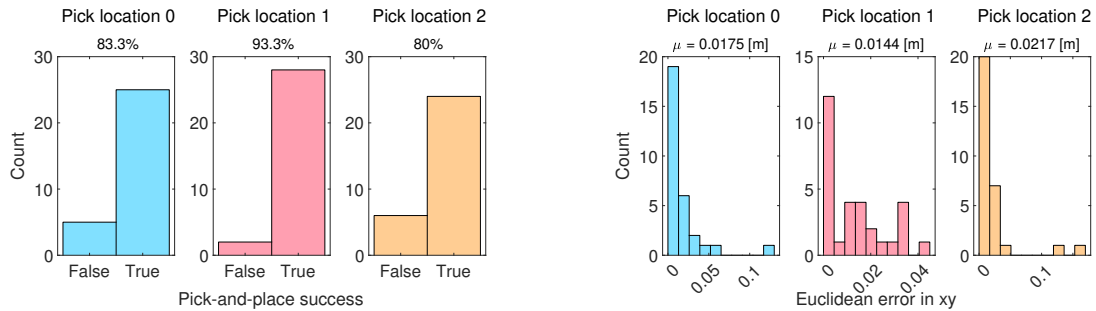 Pick location 0
Pick location 1
Pick location 2
83.3%
93.3%
80%
30
20
10
0
Count
30
20
10
0
30
20
10
0
False True
False True
False True
Pick-and-place success
Pick location 0
Pick location 1
Pick location 2
μ = 0.0175 [m]
μ = 0.0144 [m]
μ = 0.0217 [m]
20
15
10
5
0
Count
20
15
10
5
0
20
15
10
5
0
0 0.05 0.1
0 0.02 0.04
0 0.1
Euclidean error in xy